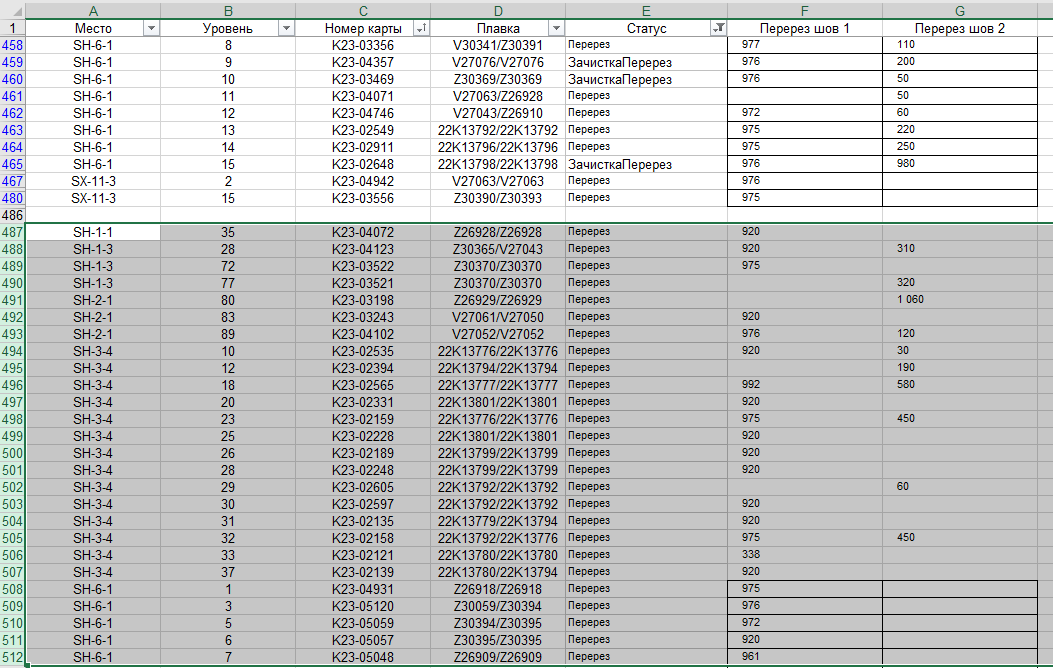 A B C D E F G
1 Место Уровень Номер карты Плавка Статус Перерез шов 1 Перерез шов 2
458 SH-6-1 8 K23-03356 V30341/Z30391 Перерез 977 110
459 SH-6-1 9 K23-04357 V27076/V27076 ЗачисткаПеререз 976 200
460 SH-6-1 10 K23-03469 Z30369/Z30369 ЗачисткаПеререз 976 50
461 SH-6-1 11 K23-04071 V27063/Z26928 Перерез 50
462 SH-6-1 12 K23-04746 V27043/Z26910 Перерез 972 60
463 SH-6-1 13 K23-02549 22K13792/22K13792 Перерез 975 220
464 SH-6-1 14 K23-02911 22K13796/22K13796 Перерез 975 250
465 SH-6-1 15 K23-02648 22K13798/22K13798 ЗачисткаПеререз 976 980
467 SX-11-3 2 K23-04942 V27063/V27063 Перерез 976
480 SX-11-3 15 K23-03556 Z30390/Z30393 Перерез 975
486
487 SH-1-1 35 K23-04072 Z26928/Z26928 Перерез 920
488 SH-1-3 28 K23-04123 Z30365/V27043 Перерез 920 310
489 SH-1-3 72 K23-03522 Z30370/Z30370 Перерез 975
490 SH-1-3 77 K23-03521 Z30370/Z30370 Перерез 320
491 SH-2-1 80 K23-03198 Z26929/Z26929 Перерез 1 060
492 SH-2-1 83 K23-03243 V27061/V27050 Перерез 920
493 SH-2-1 89 K23-04102 V27052/V27052 Перерез 976 120
494 SH-3-4 10 K23-02535 22K13776/22K13776 Перерез 920 30
495 SH-3-4 12 K23-02394 22K13794/22K13794 Перерез 190
496 SH-3-4 18 K23-02565 22K13777/22K13777 Перерез 992 580
497 SH-3-4 20 K23-02331 22K13801/22K13801 Перерез 920
498 SH-3-4 23 K23-02159 22K13776/22K13776 Перерез 975 450
499 SH-3-4 25 K23-02228 22K13801/22K13801 Перерез 920
500 SH-3-4 26 K23-02189 22K13799/22K13799 Перерез 920
501 SH-3-4 28 K23-02248 22K13799/22K13799 Перерез 920
502 SH-3-4 29 K23-02605 22K13792/22K13792 Перерез 60
503 SH-3-4 30 K23-02597 22K13792/22K13792 Перерез 920
504 SH-3-4 31 K23-02135 22K13779/22K13794 Перерез 920
505 SH-3-4 32 K23-02158 22K13792/22K13776 Перерез 975 450
506 SH-3-4 33 K23-02121 22K13780/22K13780 Перерез 338
507 SH-3-4 37 K23-02139 22K13780/22K13794 Перерез 920
508 SH-6-1 1 K23-04931 Z26918/Z26918 Перерез 975
509 SH-6-1 3 K23-05120 Z30059/Z30394 Перерез 976
510 SH-6-1 5 K23-05059 Z30394/Z30395 Перерез 972
511 SH-6-1 6 K23-05057 Z30395/Z30395 Перерез 920
512 SH-6-1 7 K23-05048 Z26909/Z26909 Перерез 961